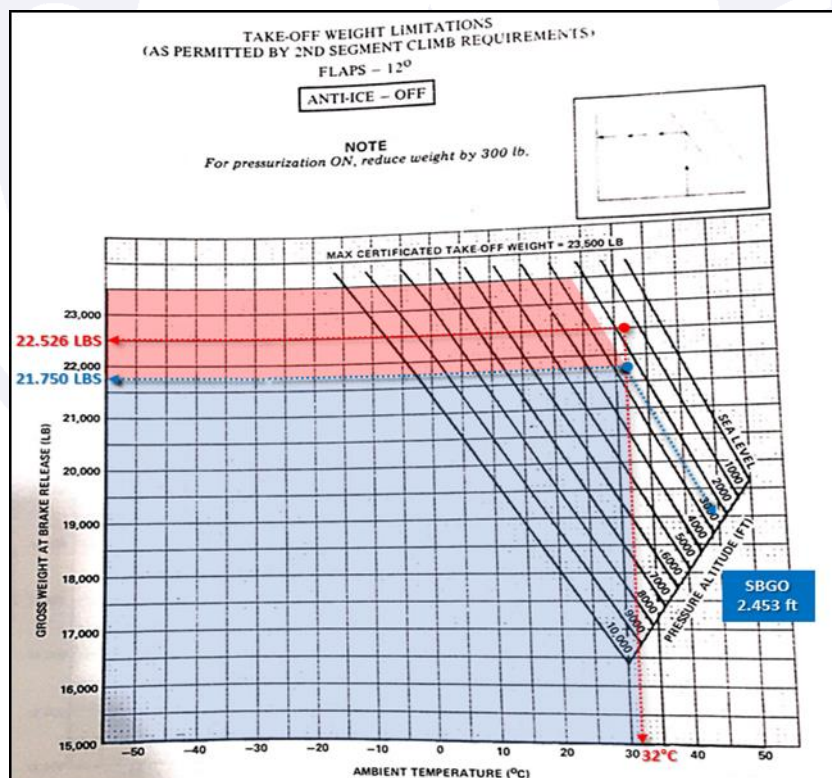 TAKE-OFF WEIGHT LIMITATIONS
(AS PERMITTED BY 2ND SEGMENT CLIMB REQUIREMENTS)
FLAPS – 12°
ANTI-ICE – OFF
NOTE
For pressurization ON, reduce weight by 300 lb.
MAX CERTIFICATED TAKE-OFF WEIGHT = 23,500 LB
23,000
22.526 LBS
22,000
21.750 LBS
21,000
20,000
19,000
18,000
17,000
16,000
15,000
GROSS WEIGHT AT BRAKE RELEASE (LB)
SEA LEVEL
1000
2000
3000
4000
5000
6000
7000
8000
9000
10,000
PRESSURE ALTITUDE (FT)
SBGO
2.453 ft
–50 –40 –30 –20 –10 0 10 20 30 32°C 40 50
AMBIENT TEMPERATURE (°C)